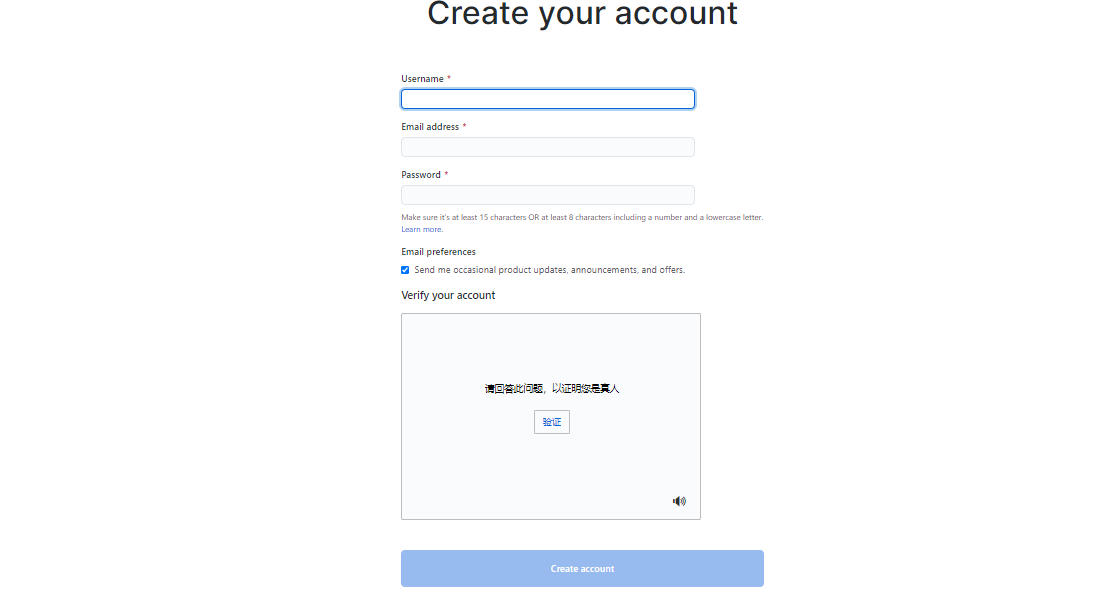 Create your account
Username *
Email address *
Password *
Make sure it's at least 15 characters OR at least 8 characters including a number and a lowercase letter.
Learn more.
Email preferences
Send me occasional product updates, announcements, and offers.
Verify your account
请回答此问题，以证明您是真人
验证
Create account